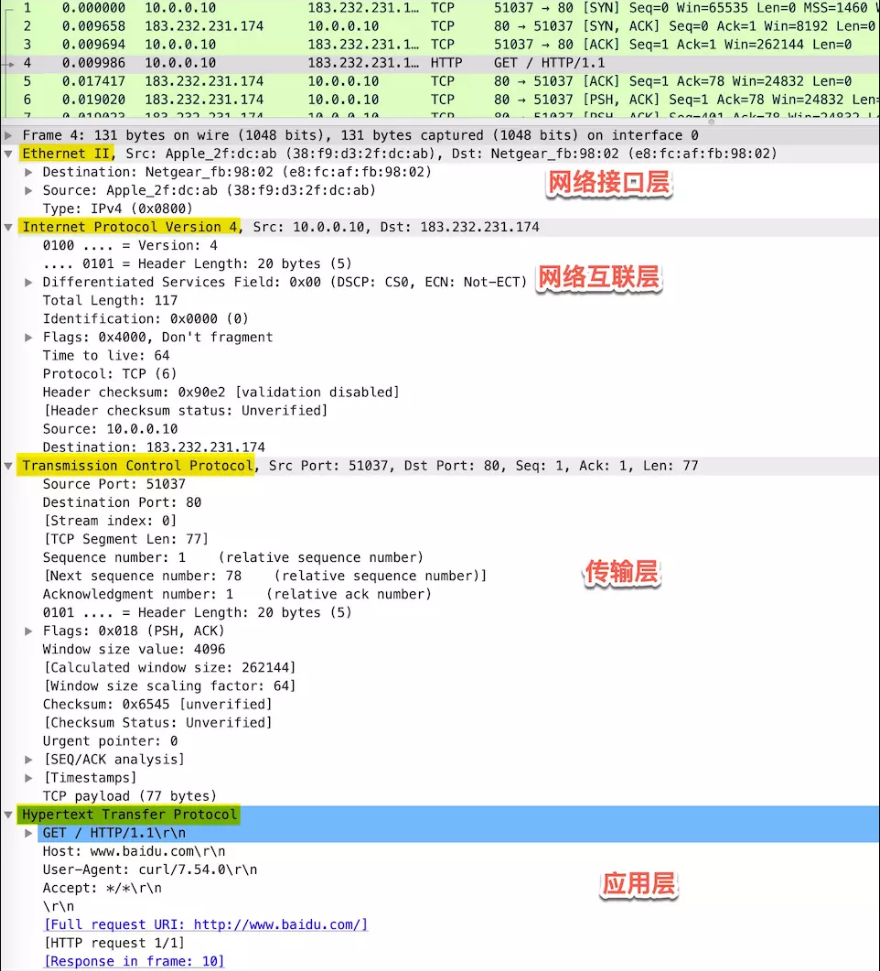 1 0.000000 10.0.0.10 183.232.231.1… TCP 51037 → 80 [SYN] Seq=0 Win=65535 Len=0 MSS=1460 W
2 0.009658 183.232.231.174 10.0.0.10 TCP 80 → 51037 [SYN, ACK] Seq=0 Ack=1 Win=8192 Len=0
3 0.009694 10.0.0.10 183.232.231.1… TCP 51037 → 80 [ACK] Seq=1 Ack=1 Win=262144 Len=0
4 0.009986 10.0.0.10 183.232.231.1… HTTP GET / HTTP/1.1
5 0.017417 183.232.231.174 10.0.0.10 TCP 80 → 51037 [ACK] Seq=1 Ack=78 Win=24832 Len=0
6 0.019020 183.232.231.174 10.0.0.10 TCP 80 → 51037 [PSH, ACK] Seq=1 Ack=78 Win=24832 Len=
Frame 4: 131 bytes on wire (1048 bits), 131 bytes captured (1048 bits) on interface 0
Ethernet II, Src: Apple_2f:dc:ab (38:f9:d3:2f:dc:ab), Dst: Netgear_fb:98:02 (e8:fc:af:fb:98:02)
Destination: Netgear_fb:98:02 (e8:fc:af:fb:98:02)
网络接口层
Source: Apple_2f:dc:ab (38:f9:d3:2f:dc:ab)
Type: IPv4 (0x0800)
Internet Protocol Version 4, Src: 10.0.0.10, Dst: 183.232.231.174
0100 .... = Version: 4
.... 0101 = Header Length: 20 bytes (5)
Differentiated Services Field: 0x00 (DSCP: CS0, ECN: Not-ECT)
网络互联层
Total Length: 117
Identification: 0x0000 (0)
Flags: 0x4000, Don't fragment
Time to live: 64
Protocol: TCP (6)
Header checksum: 0x90e2 [validation disabled]
[Header checksum status: Unverified]
Source: 10.0.0.10
Destination: 183.232.231.174
Transmission Control Protocol, Src Port: 51037, Dst Port: 80, Seq: 1, Ack: 1, Len: 77
Source Port: 51037
Destination Port: 80
[Stream index: 0]
[TCP Segment Len: 77]
Sequence number: 1 (relative sequence number)
[Next sequence number: 78 (relative sequence number)]
传输层
Acknowledgment number: 1 (relative ack number)
0101 .... = Header Length: 20 bytes (5)
Flags: 0x018 (PSH, ACK)
Window size value: 4096
[Calculated window size: 262144]
[Window size scaling factor: 64]
Checksum: 0x6545 [unverified]
[Checksum Status: Unverified]
Urgent pointer: 0
[SEQ/ACK analysis]
[Timestamps]
TCP payload (77 bytes)
Hypertext Transfer Protocol
GET / HTTP/1.1\r\n
Host: www.baidu.com\r\n
User-Agent: curl/7.54.0\r\n
应用层
Accept: */*\r\n
\r\n
[Full request URI: http://www.baidu.com/]
[HTTP request 1/1]
[Response in frame: 10]